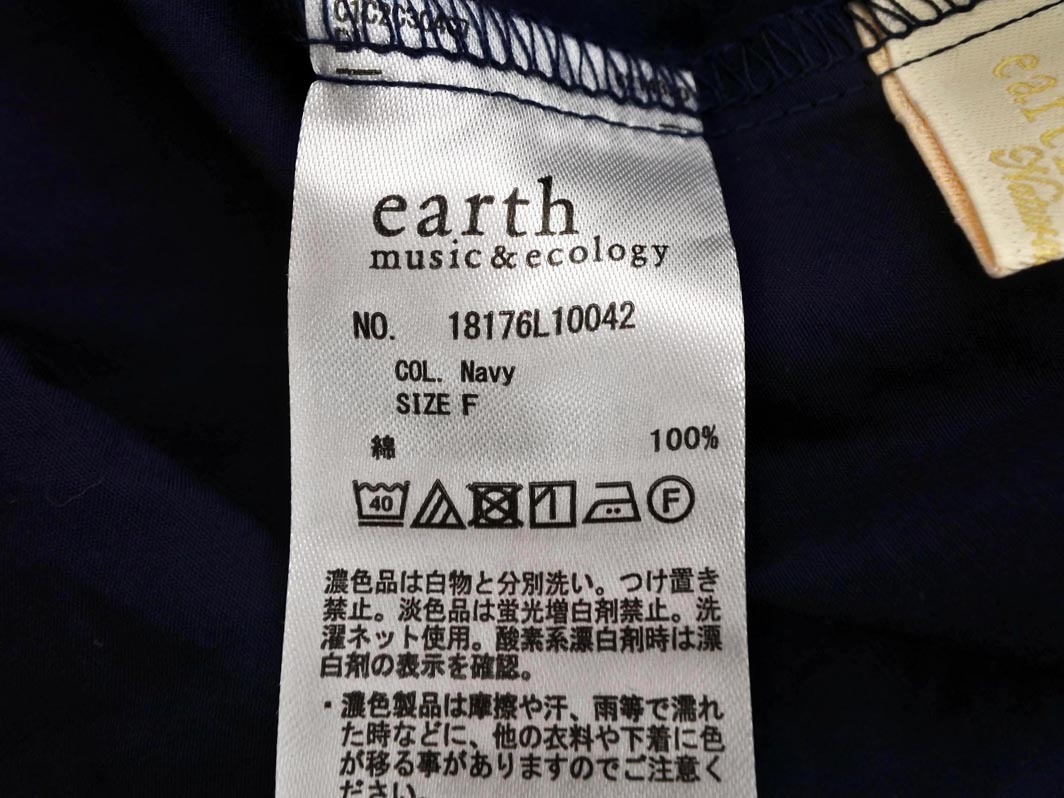 earth
music & ecology
NO. 18176L10042
COL. Navy
SIZE F
綿 100%
40 F
濃色品は白物と分別洗い。つけ置き
禁止。淡色品は蛍光増白剤禁止。洗
濯ネット使用。酸素系漂白剤時は漂
白剤の表示を確認。
・濃色製品は摩擦や汗、雨等で濡れ
た時などに、他の衣料や下着に色
が移る事がありますのでご注意く
ださい。